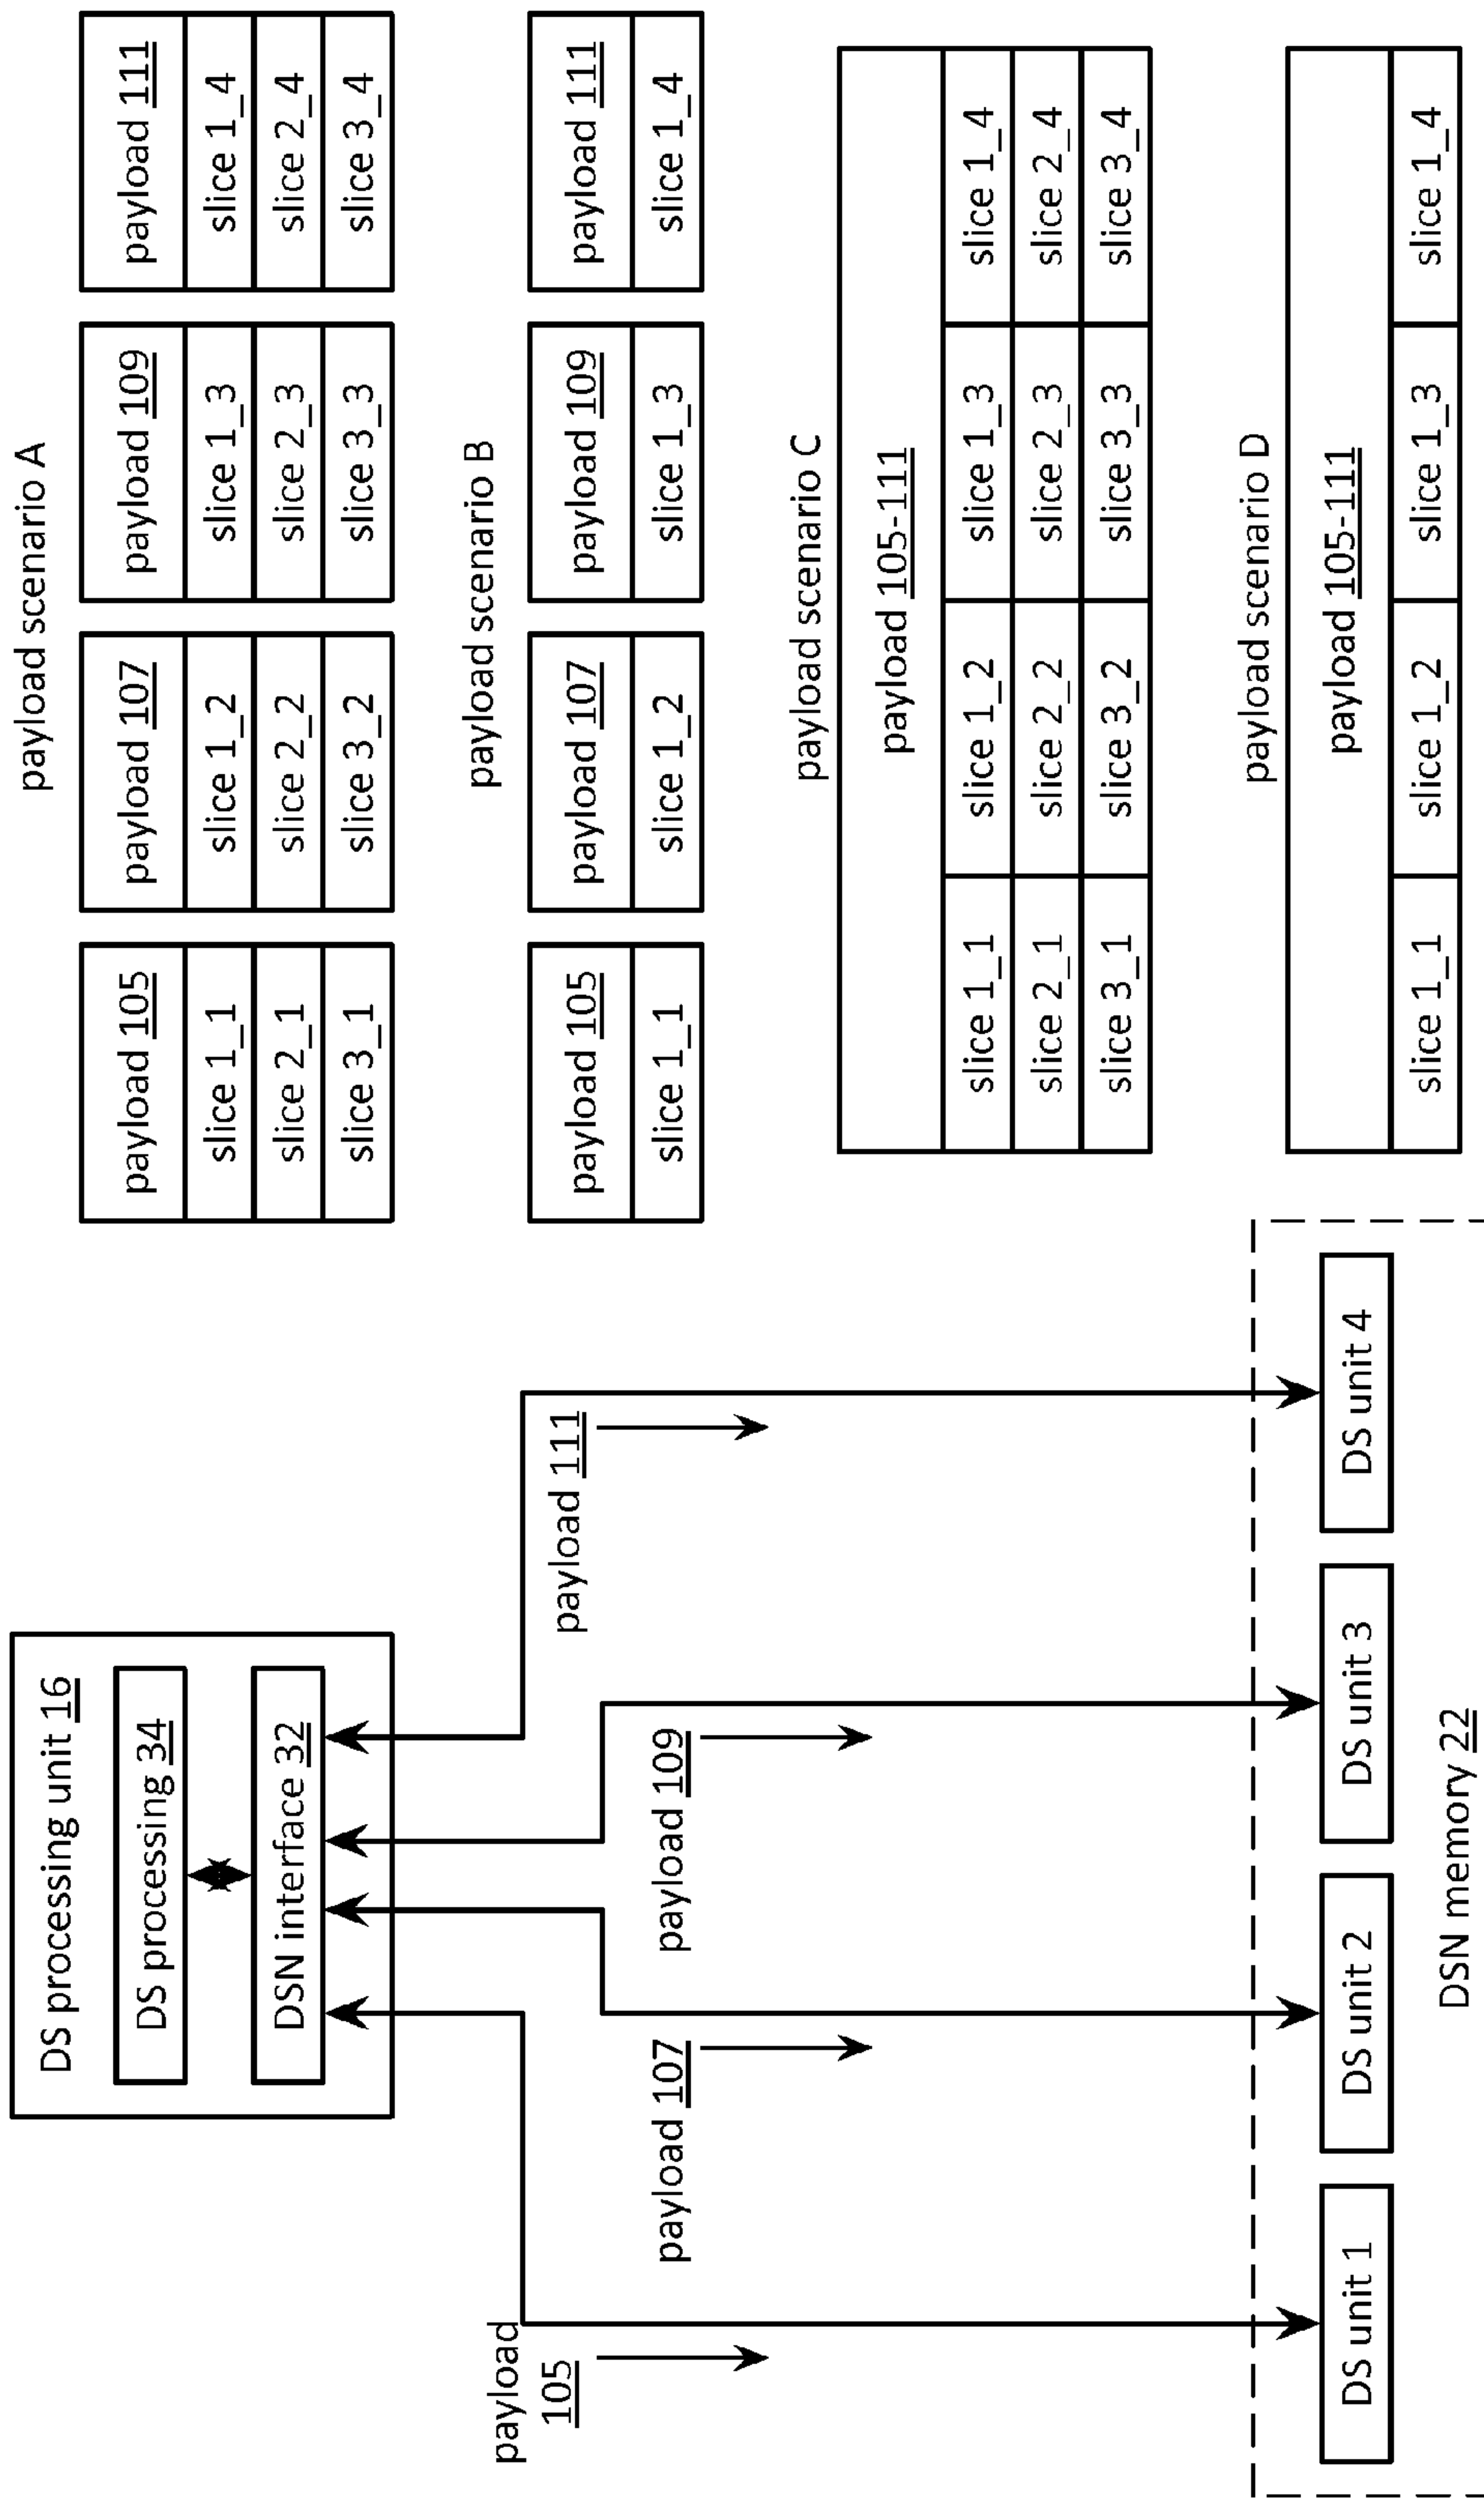 DS processing unit 16
DS processing 34
DSN interface 32
payload
105
payload 107
payload 109
payload 111
DS unit 1
DS unit 2
DS unit 3
DS unit 4
DSN memory 22
payload scenario A
payload 105
slice 1_1
slice 2_1
slice 3_1
payload 107
slice 1_2
slice 2_2
slice 3_2
payload 109
slice 1_3
slice 2_3
slice 3_3
payload 111
slice 1_4
slice 2_4
slice 3_4
payload scenario B
payload 105
slice 1_1
payload 107
slice 1_2
payload 109
slice 1_3
payload 111
slice 1_4
payload scenario C
payload 105-111
slice 1_1 slice 1_2 slice 1_3 slice 1_4
slice 2_1 slice 2_2 slice 2_3 slice 2_4
slice 3_1 slice 3_2 slice 3_3 slice 3_4
payload scenario D
payload 105-111
slice 1_1 slice 1_2 slice 1_3 slice 1_4